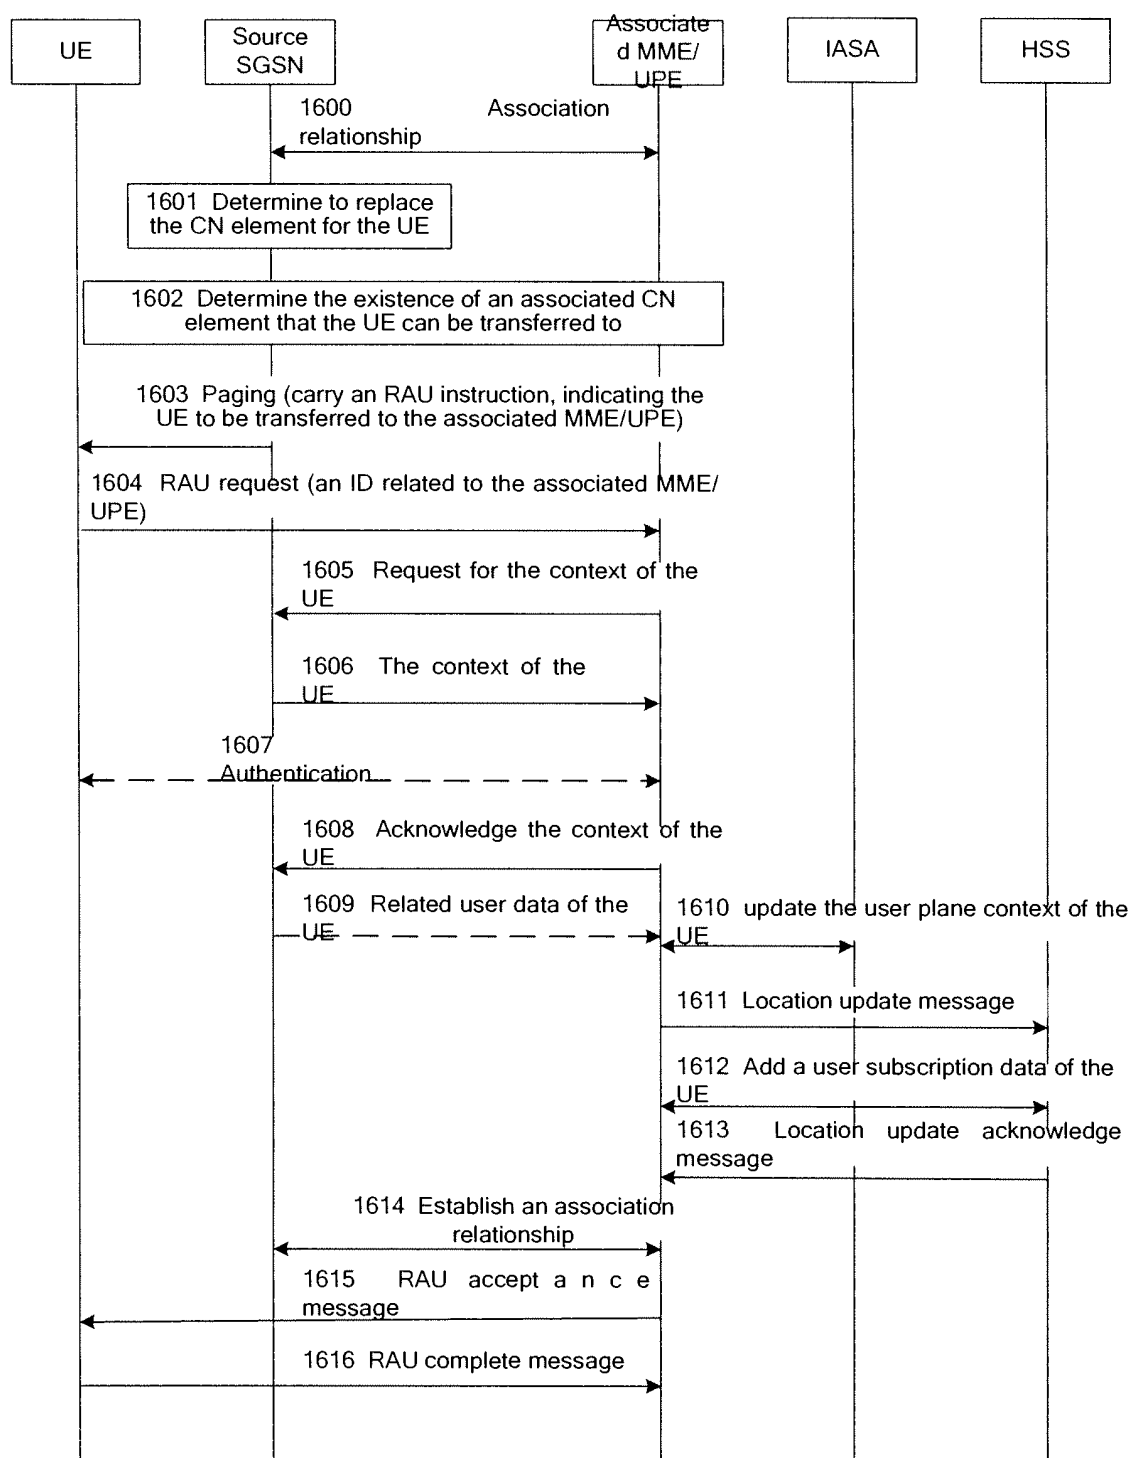 UE
Source
SGSN
Associate
d MME/
UPE
IASA
HSS
1600 Association
relationship
1601 Determine to replace
the CN element for the UE
1602 Determine the existence of an associated CN
element that the UE can be transferred to
1603 Paging (carry an RAU instruction, indicating the
UE to be transferred to the associated MME/UPE)
1604 RAU request (an ID related to the associated MME/
UPE)
1605 Request for the context of the
UE
1606 The context of the
UE
1607
Authentication
1608 Acknowledge the context of the
UE
1609 Related user data of the
UE
1610 update the user plane context of the
UE
1611 Location update message
1612 Add a user subscription data of the
UE
1613 Location update acknowledge
message
1614 Establish an association
relationship
1615 RAU accept a n c e
message
1616 RAU complete message